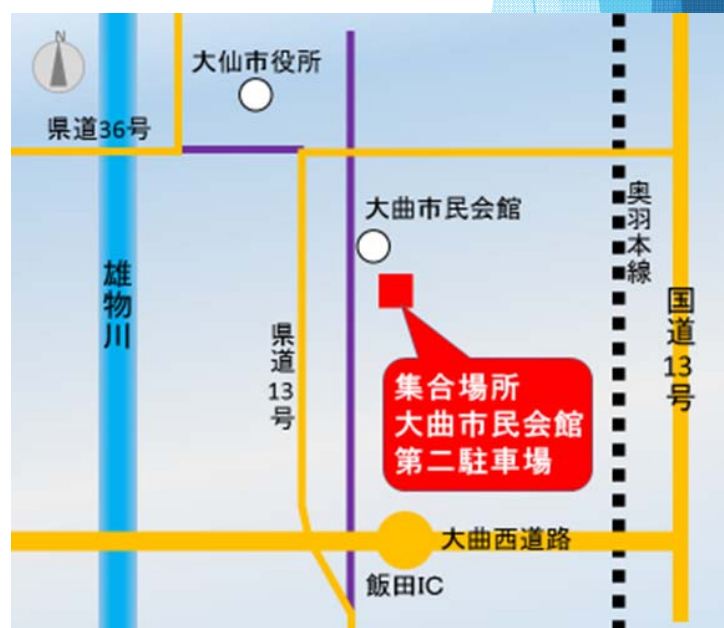 N
大仙市役所
県道36号
大曲市民会館
奥羽本線
雄物川
国道13号
県道13号
集合場所
大曲市民会館
第二駐車場
大曲西道路
飯田IC